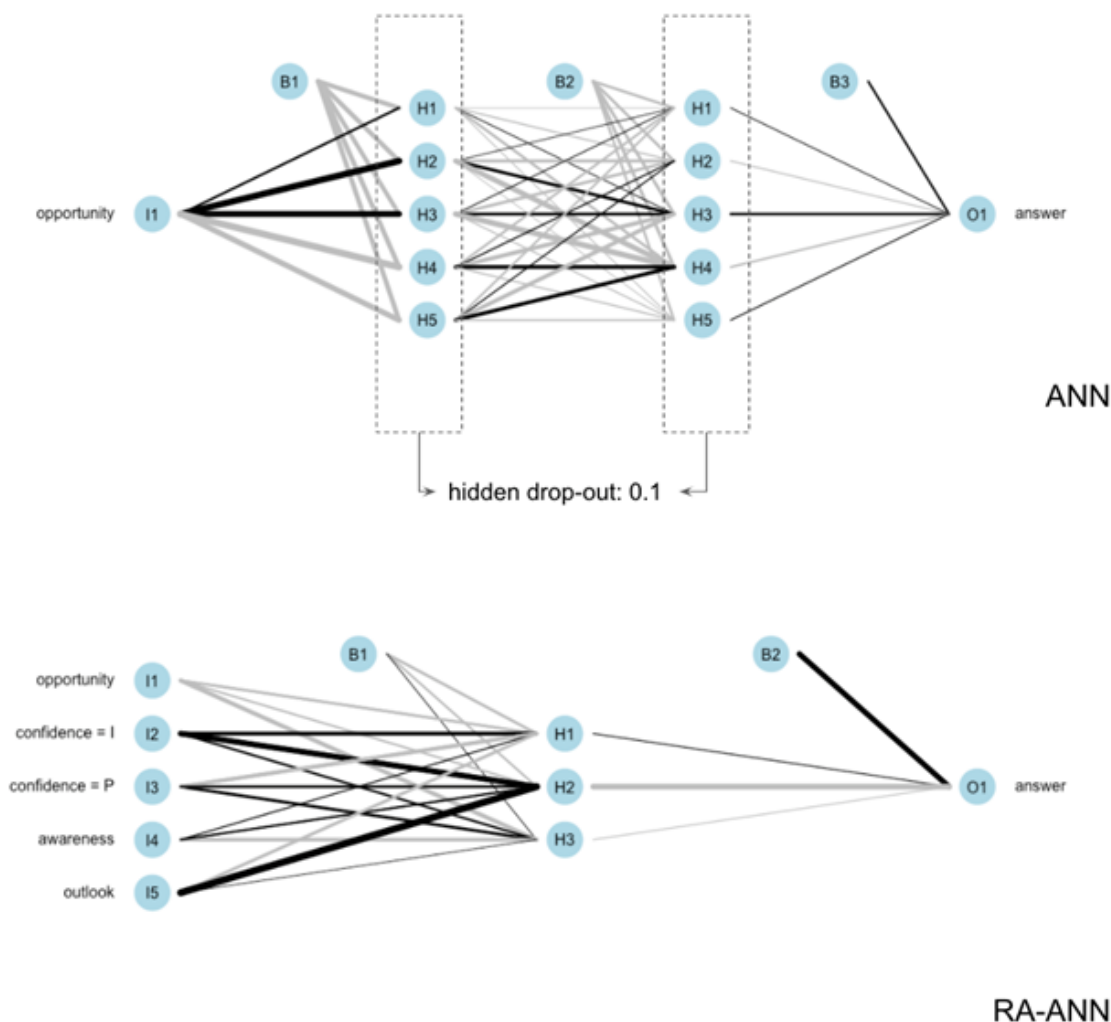 B1
B2
B3
H1
H1
H2
H2
opportunity
I1
H3
H3
O1
answer
H4
H4
H5
H5
ANN
hidden drop-out: 0.1
B1
B2
opportunity
I1
confidence = I
I2
H1
confidence = P
I3
H2
O1
answer
awareness
I4
H3
outlook
I5
RA-ANN